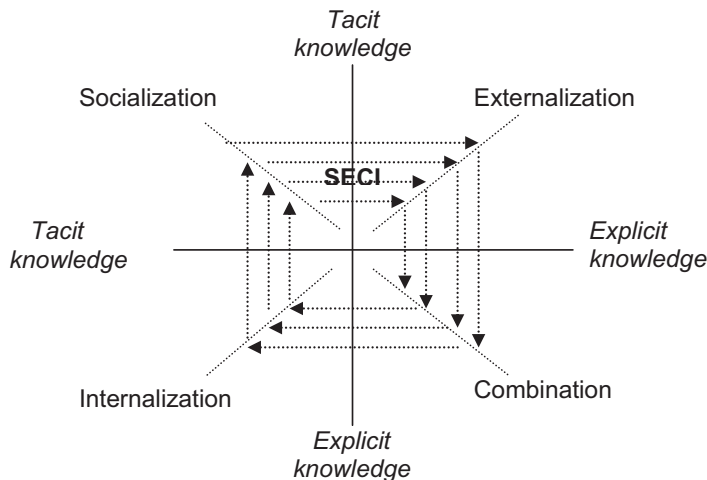 Tacit
knowledge
Socialization
Externalization
SECI
Tacit
knowledge
Explicit
knowledge
Internalization
Combination
Explicit
knowledge